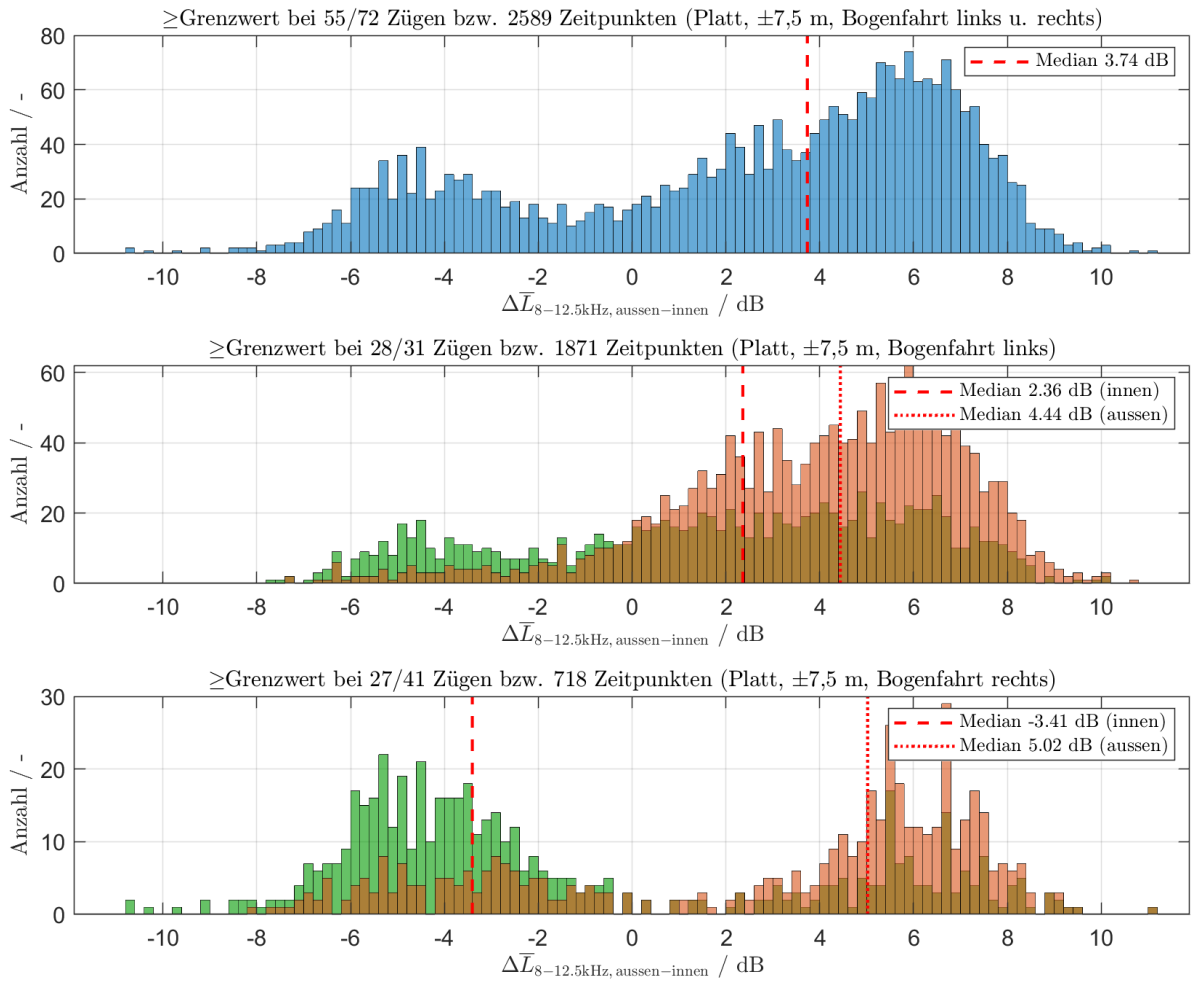 ≥Grenzwert bei 55/72 Zügen bzw. 2589 Zeitpunkten (Platt, ±7,5 m, Bogenfahrt links u. rechts)
80
60
40
20
0
Anzahl / -
Median 3.74 dB
-10 -8 -6 -4 -2 0 2 4 6 8 10
ΔL̅8−12.5kHz, aussen−innen / dB
≥Grenzwert bei 28/31 Zügen bzw. 1871 Zeitpunkten (Platt, ±7,5 m, Bogenfahrt links)
60
40
20
0
Anzahl / -
Median 2.36 dB (innen)
Median 4.44 dB (aussen)
-10 -8 -6 -4 -2 0 2 4 6 8 10
ΔL̅8−12.5kHz, aussen−innen / dB
≥Grenzwert bei 27/41 Zügen bzw. 718 Zeitpunkten (Platt, ±7,5 m, Bogenfahrt rechts)
30
20
10
0
Anzahl / -
Median -3.41 dB (innen)
Median 5.02 dB (aussen)
-10 -8 -6 -4 -2 0 2 4 6 8 10
ΔL̅8−12.5kHz, aussen−innen / dB